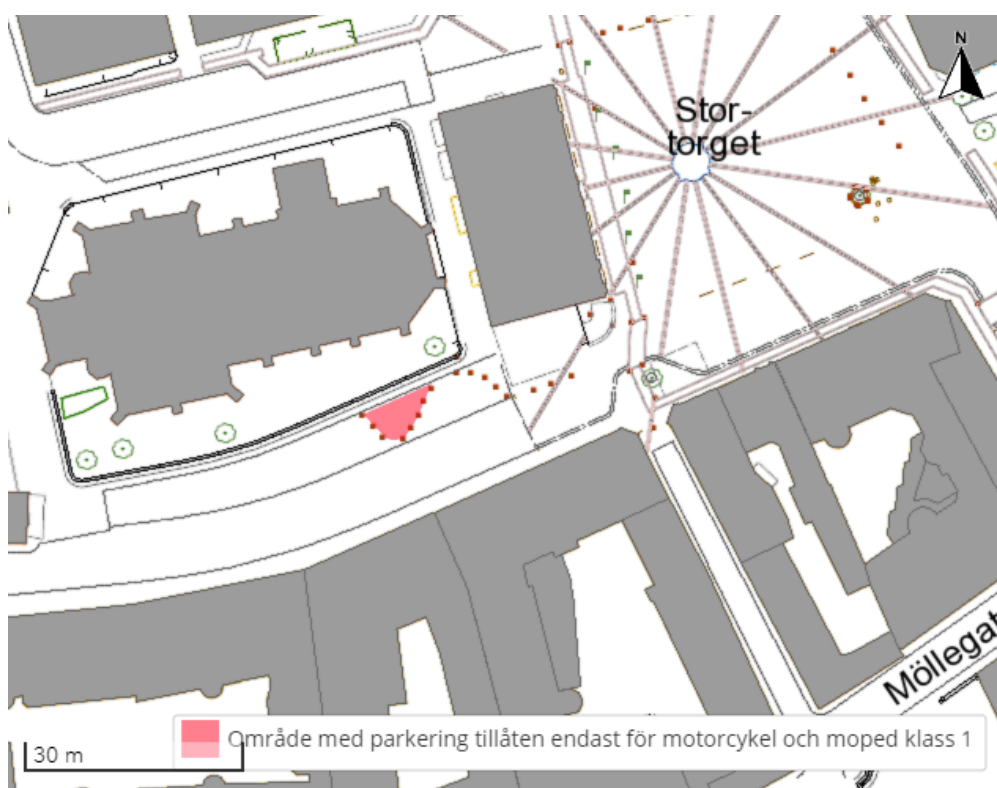 N
Stor-
torget
Möllegat
Område med parkering tillåten endast för motorcykel och moped klass 1
30 m